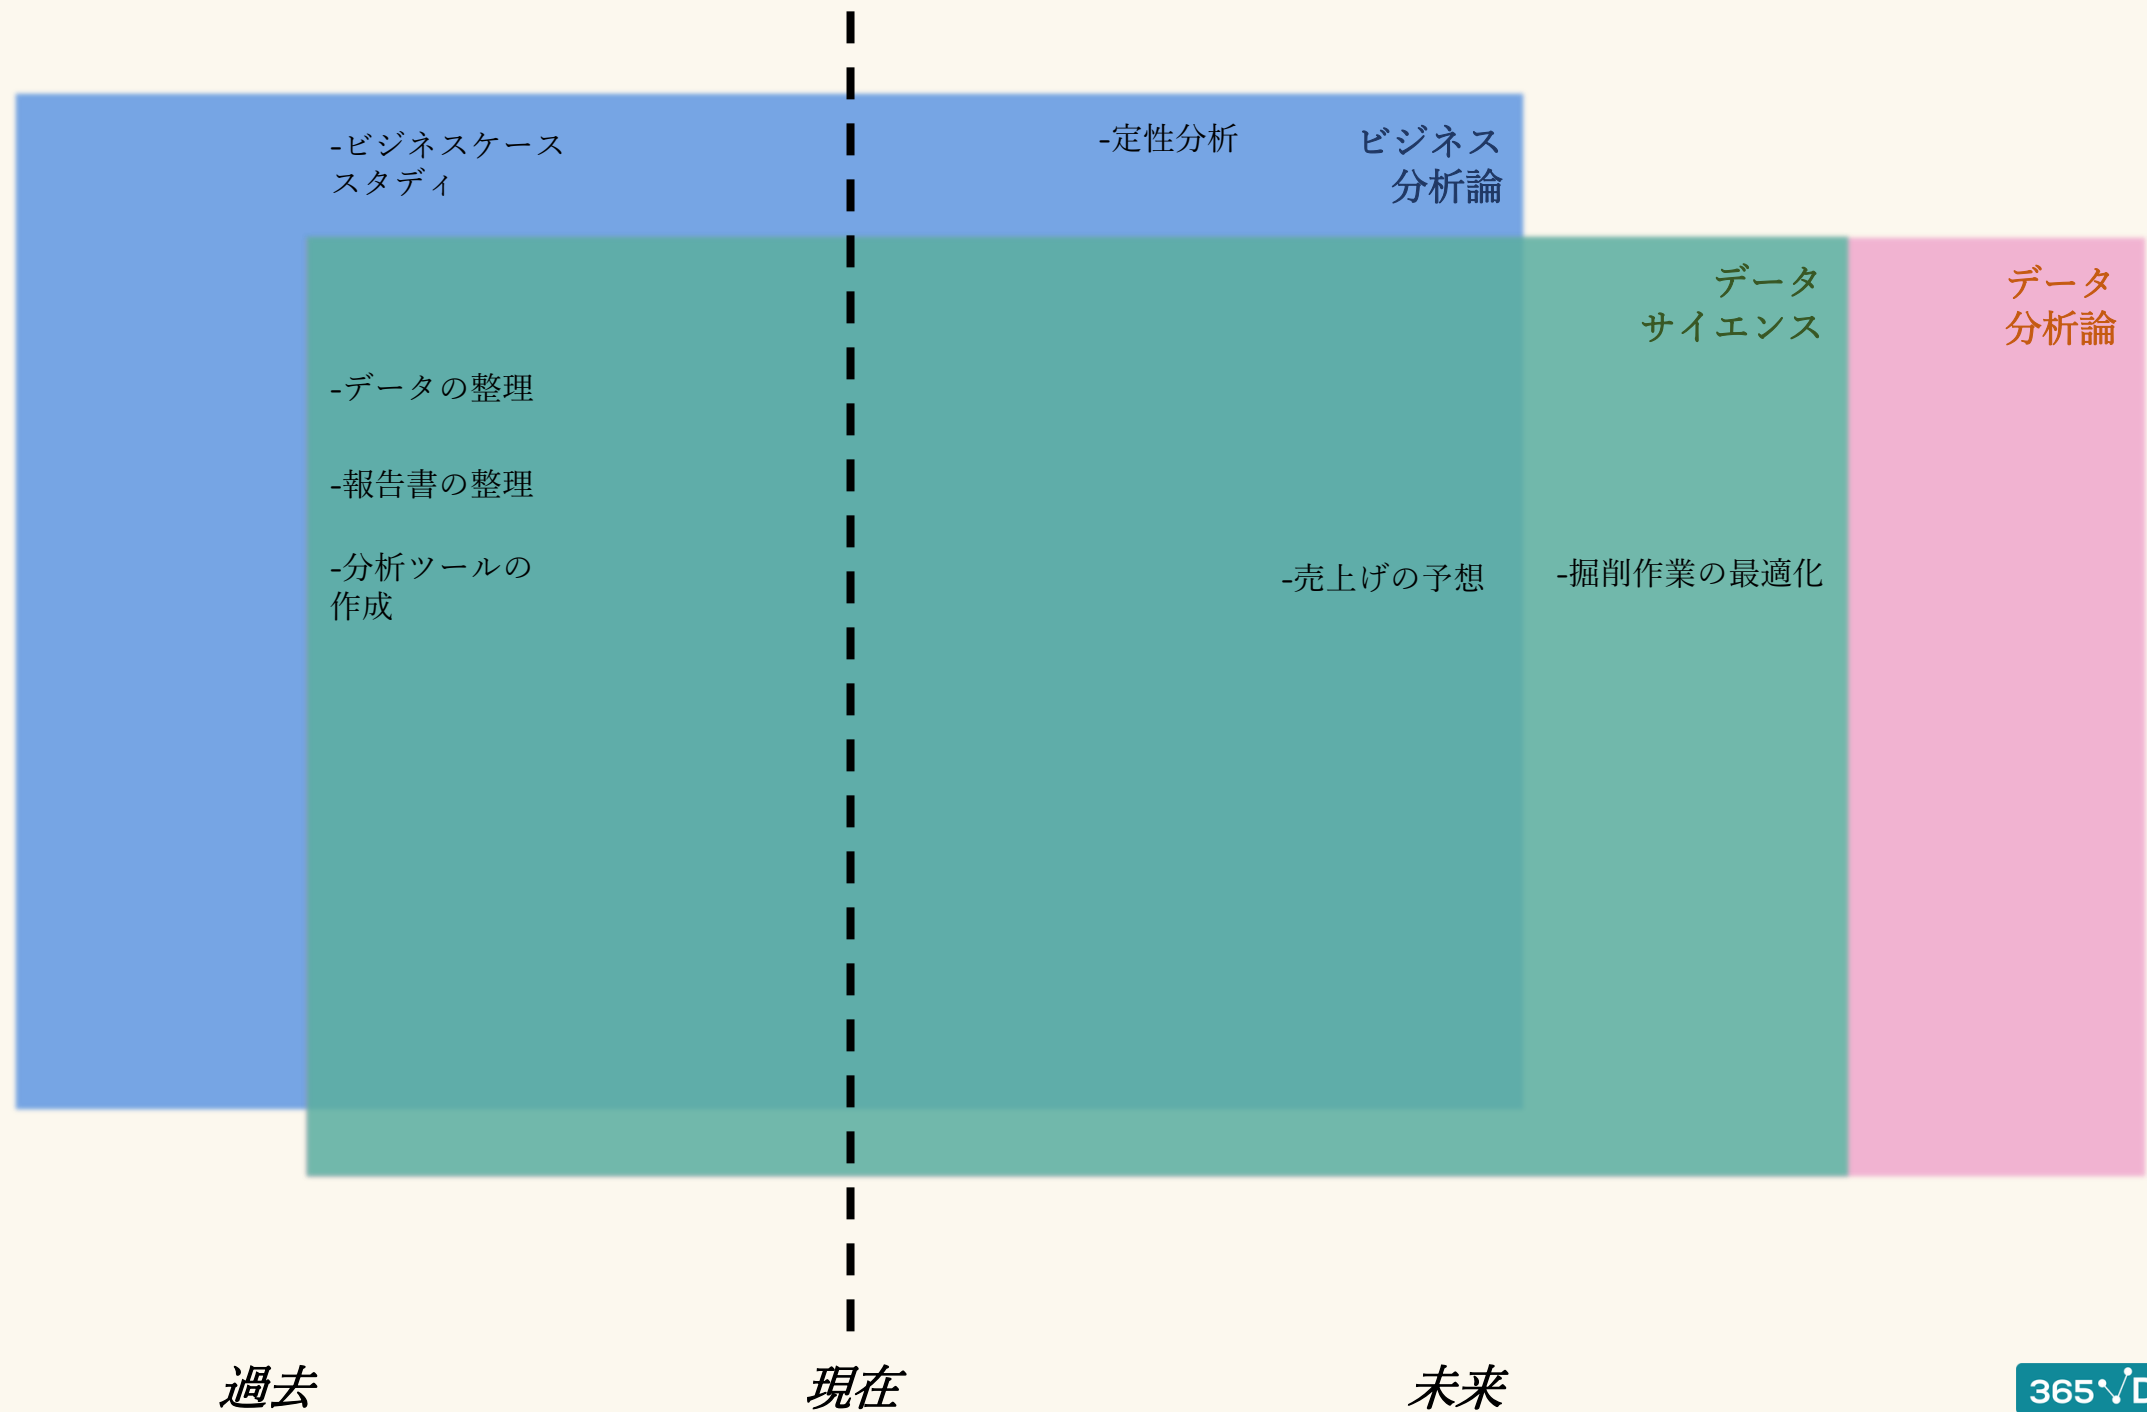 -ビジネスケース
スタディ
-定性分析
ビジネス
分析論
データ
サイエンス
データ
分析論
-データの整理
-報告書の整理
-分析ツールの
作成
-売上げの予想
-掘削作業の最適化
過去
現在
未来
365 D